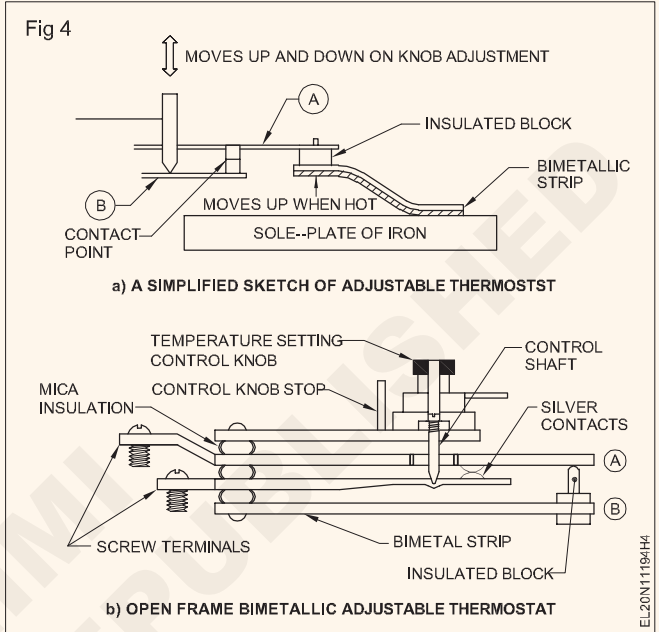 Fig 4
MOVES UP AND DOWN ON KNOB ADJUSTMENT
A
INSULATED BLOCK
BIMETALLIC
STRIP
B
MOVES UP WHEN HOT
CONTACT
POINT
SOLE--PLATE OF IRON
a) A SIMPLIFIED SKETCH OF ADJUSTABLE THERMOSTST
TEMPERATURE SETTING
CONTROL KNOB
CONTROL
SHAFT
MICA
INSULATION
CONTROL KNOB STOP
SILVER
CONTACTS
A
B
SCREW TERMINALS
BIMETAL STRIP
INSULATED BLOCK
b) OPEN FRAME BIMETALLIC ADJUSTABLE THERMOSTAT
EL20N11194H4
IMI
PUBLISHED